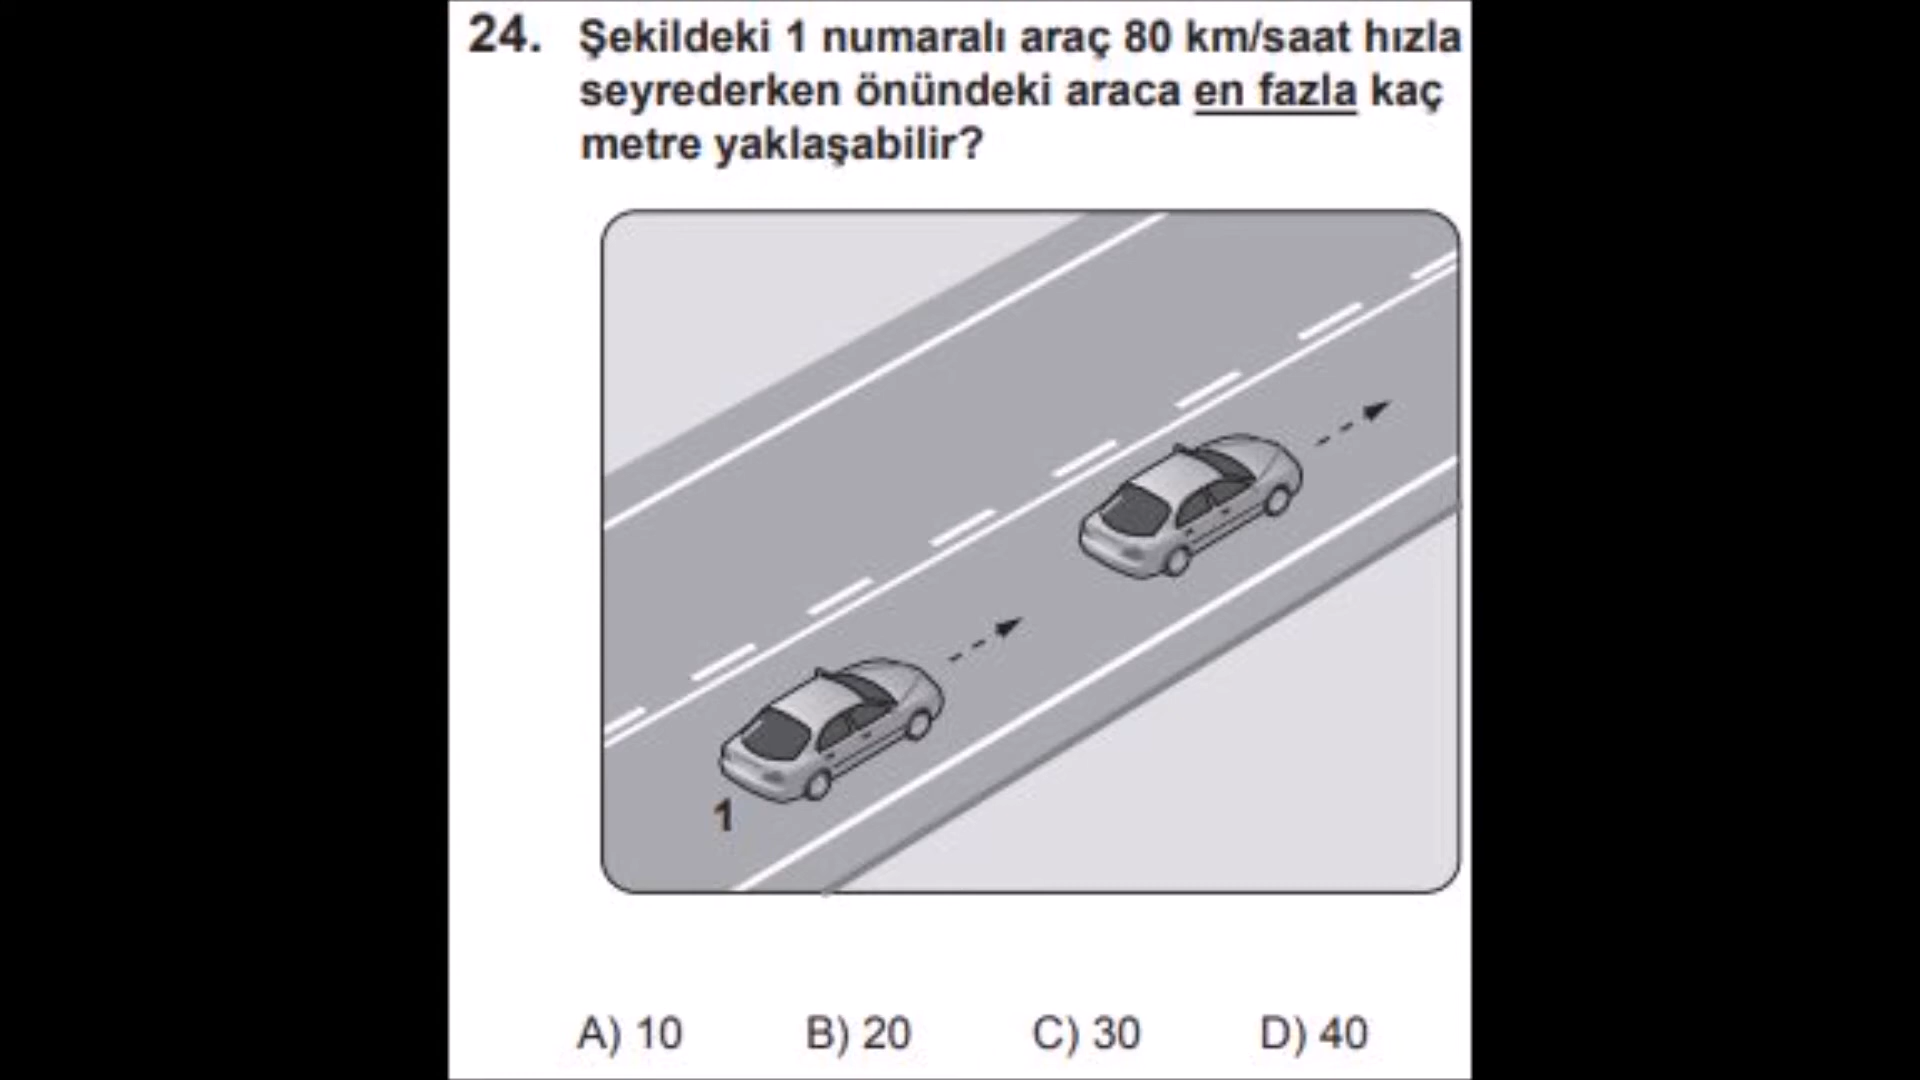 24. Şekildeki 1 numaralı araç 80 km/saat hızla
seyrederken önündeki araca en fazla kaç
metre yaklaşabilir?
1
A) 10 B) 20 C) 30 D) 40